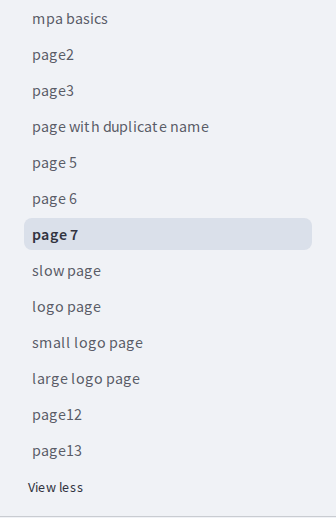 mpa basics
page2
page3
page with duplicate name
page 5
page 6
page 7
slow page
logo page
small logo page
large logo page
page12
page13
View less